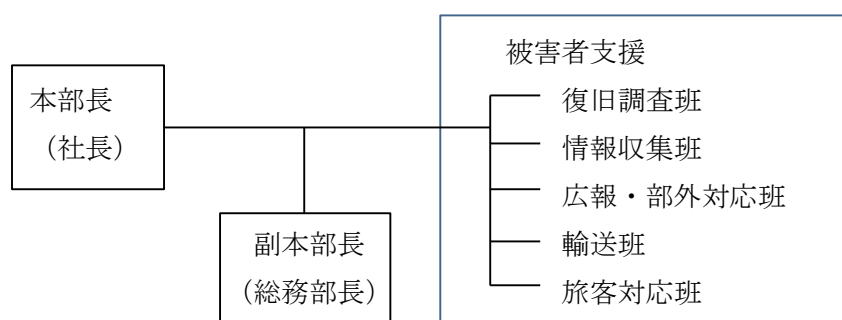 本部長
（社長）
副本部長
（総務部長）
被害者支援
復旧調査班
情報収集班
広報・部外対応班
輸送班
旅客対応班